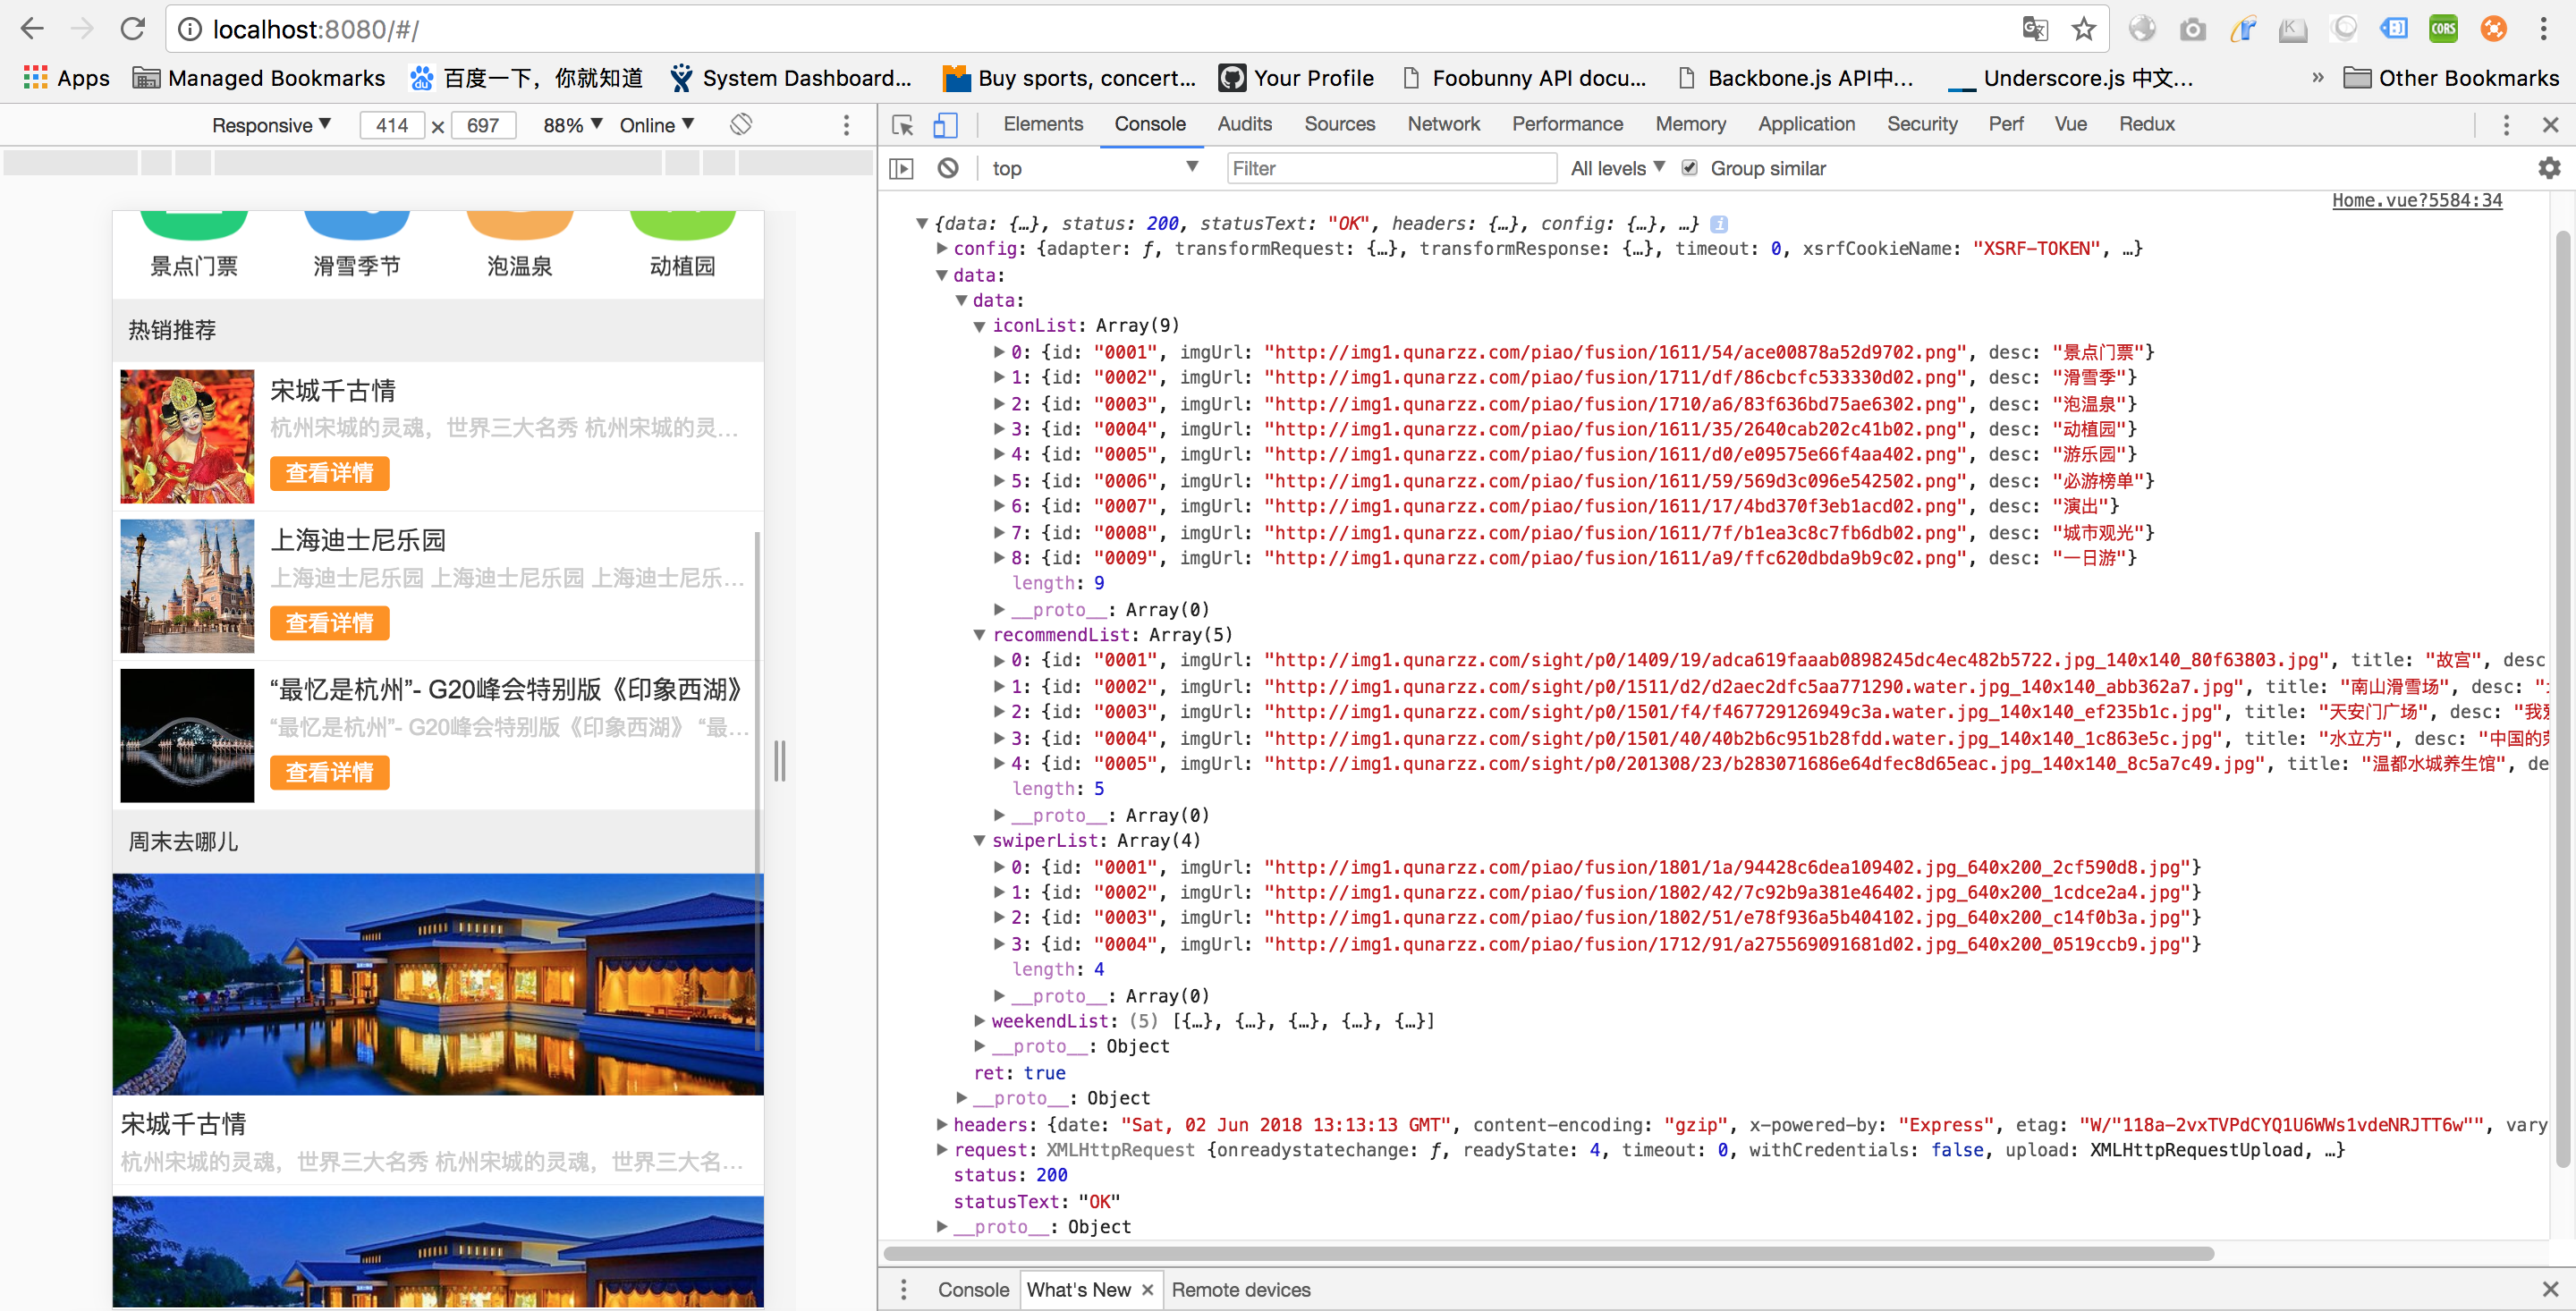 localhost:8080/#/
Apps Managed Bookmarks 百度一下，你就知道 System Dashboard... Buy sports, concert... Your Profile Foobunny API docu... Backbone.js API中... Underscore.js 中文... » Other Bookmarks
Responsive ▼ 414 × 697 88% ▼ Online ▼
景点门票 滑雪季节 泡温泉 动植园
热销推荐
宋城千古情
杭州宋城的灵魂，世界三大名秀 杭州宋城的灵...
查看详情
上海迪士尼乐园
上海迪士尼乐园 上海迪士尼乐园 上海迪士尼乐...
查看详情
“最忆是杭州”- G20峰会特别版《印象西湖》
“最忆是杭州”- G20峰会特别版《印象西湖》 “最...
查看详情
周末去哪儿
宋城千古情
杭州宋城的灵魂，世界三大名秀 杭州宋城的灵魂，世界三大名...
Elements Console Audits Sources Network Performance Memory Application Security Perf Vue Redux
top ▼ Filter All levels ▼ Group similar
Home.vue?5584:34
▼{data: {…}, status: 200, statusText: "OK", headers: {…}, config: {…}, …}
▶config: {adapter: ƒ, transformRequest: {…}, transformResponse: {…}, timeout: 0, xsrfCookieName: "XSRF-TOKEN", …}
▼data:
▼data:
▼iconList: Array(9)
▶0: {id: "0001", imgUrl: "http://img1.qunarzz.com/piao/fusion/1611/54/ace00878a52d9702.png", desc: "景点门票"}
▶1: {id: "0002", imgUrl: "http://img1.qunarzz.com/piao/fusion/1711/df/86cbcfc533330d02.png", desc: "滑雪季"}
▶2: {id: "0003", imgUrl: "http://img1.qunarzz.com/piao/fusion/1710/a6/83f636bd75ae6302.png", desc: "泡温泉"}
▶3: {id: "0004", imgUrl: "http://img1.qunarzz.com/piao/fusion/1611/35/2640cab202c41b02.png", desc: "动植园"}
▶4: {id: "0005", imgUrl: "http://img1.qunarzz.com/piao/fusion/1611/d0/e09575e66f4aa402.png", desc: "游乐园"}
▶5: {id: "0006", imgUrl: "http://img1.qunarzz.com/piao/fusion/1611/59/569d3c096e542502.png", desc: "必游榜单"}
▶6: {id: "0007", imgUrl: "http://img1.qunarzz.com/piao/fusion/1611/17/4bd370f3eb1acd02.png", desc: "演出"}
▶7: {id: "0008", imgUrl: "http://img1.qunarzz.com/piao/fusion/1611/7f/b1ea3c8c7fb6db02.png", desc: "城市观光"}
▶8: {id: "0009", imgUrl: "http://img1.qunarzz.com/piao/fusion/1611/a9/ffc620dbda9b9c02.png", desc: "一日游"}
length: 9
▶__proto__: Array(0)
▼recommendList: Array(5)
▶0: {id: "0001", imgUrl: "http://img1.qunarzz.com/sight/p0/1409/19/adca619faaab0898245dc4ec482b5722.jpg_140x140_80f63803.jpg", title: "故宫", desc
▶1: {id: "0002", imgUrl: "http://img1.qunarzz.com/sight/p0/1511/d2/d2aec2dfc5aa771290.water.jpg_140x140_abb362a7.jpg", title: "南山滑雪场", desc: "
▶2: {id: "0003", imgUrl: "http://img1.qunarzz.com/sight/p0/1501/f4/f467729126949c3a.water.jpg_140x140_ef235b1c.jpg", title: "天安门广场", desc: "我
▶3: {id: "0004", imgUrl: "http://img1.qunarzz.com/sight/p0/1501/40/40b2b6c951b28fdd.water.jpg_140x140_1c863e5c.jpg", title: "水立方", desc: "中国的
▶4: {id: "0005", imgUrl: "http://img1.qunarzz.com/sight/p0/201308/23/b283071686e64dfec8d65eac.jpg_140x140_8c5a7c49.jpg", title: "温都水城养生馆", de
length: 5
▶__proto__: Array(0)
▼swiperList: Array(4)
▶0: {id: "0001", imgUrl: "http://img1.qunarzz.com/piao/fusion/1801/1a/94428c6dea109402.jpg_640x200_2cf590d8.jpg"}
▶1: {id: "0002", imgUrl: "http://img1.qunarzz.com/piao/fusion/1802/42/7c92b9a381e46402.jpg_640x200_1cdce2a4.jpg"}
▶2: {id: "0003", imgUrl: "http://img1.qunarzz.com/piao/fusion/1802/51/e78f936a5b404102.jpg_640x200_c14f0b3a.jpg"}
▶3: {id: "0004", imgUrl: "http://img1.qunarzz.com/piao/fusion/1712/91/a275569091681d02.jpg_640x200_0519ccb9.jpg"}
length: 4
▶__proto__: Array(0)
▶weekendList: (5) [{…}, {…}, {…}, {…}, {…}]
▶__proto__: Object
ret: true
▶__proto__: Object
▶headers: {date: "Sat, 02 Jun 2018 13:13:13 GMT", content-encoding: "gzip", x-powered-by: "Express", etag: "W/"118a-2vxTVPdCYQ1U6WWs1vdeNRJTT6w"", vary
▶request: XMLHttpRequest {onreadystatechange: ƒ, readyState: 4, timeout: 0, withCredentials: false, upload: XMLHttpRequestUpload, …}
status: 200
statusText: "OK"
▶__proto__: Object
Console What's New × Remote devices